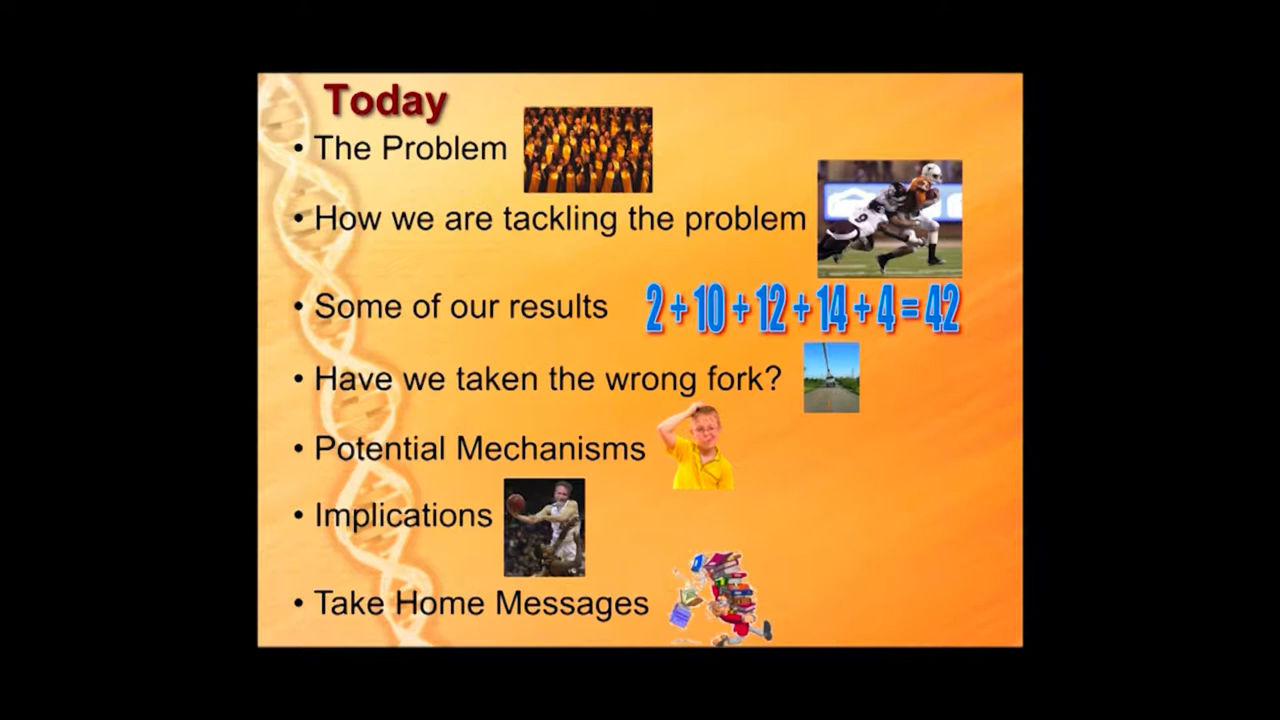 Today
• The Problem
• How we are tackling the problem
9
• Some of our results
2 + 10 + 12 + 14 + 4 = 42
• Have we taken the wrong fork?
• Potential Mechanisms
• Implications
• Take Home Messages